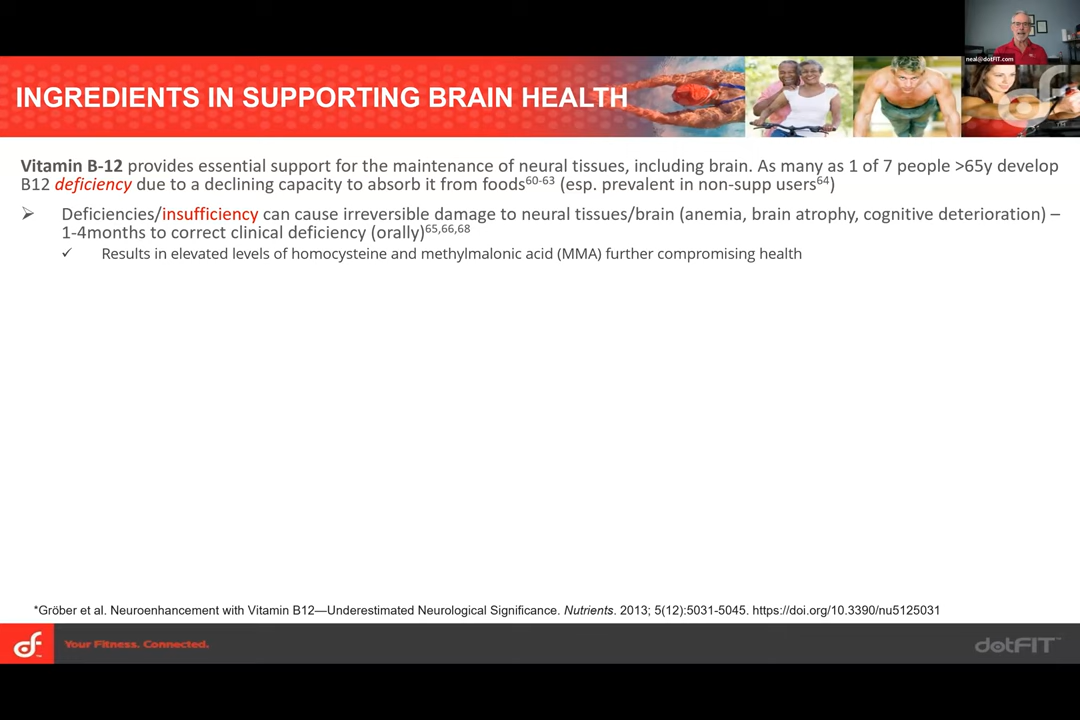 neal@dotFIT.com
INGREDIENTS IN SUPPORTING BRAIN HEALTH
Vitamin B-12 provides essential support for the maintenance of neural tissues, including brain. As many as 1 of 7 people >65y develop
B12 deficiency due to a declining capacity to absorb it from foods60-63 (esp. prevalent in non-supp users64)
➢ Deficiencies/insufficiency can cause irreversible damage to neural tissues/brain (anemia, brain atrophy, cognitive deterioration) –
1-4months to correct clinical deficiency (orally)65,66,68
✓ Results in elevated levels of homocysteine and methylmalonic acid (MMA) further compromising health
*Gröber et al. Neuroenhancement with Vitamin B12—Underestimated Neurological Significance. Nutrients. 2013; 5(12):5031-5045. https://doi.org/10.3390/nu5125031
df Your Fitness. Connected.
dotFIT™